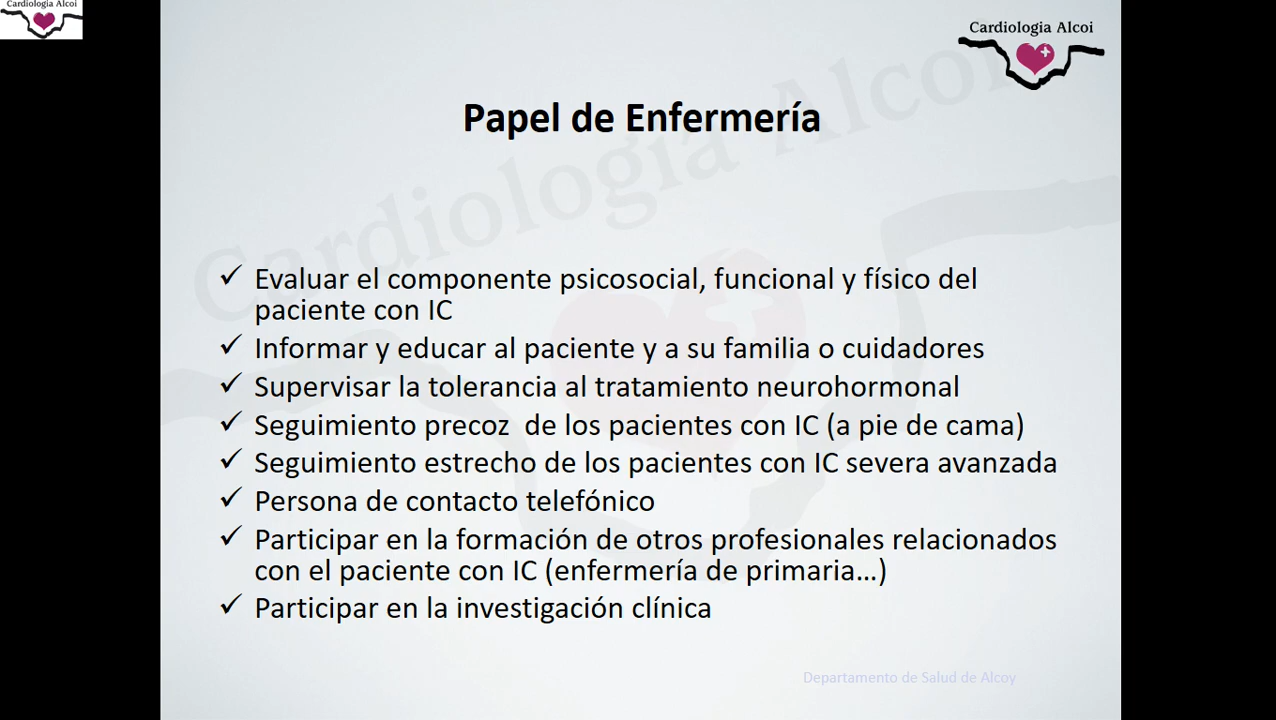 Cardiologia Alcoi
Cardiologia Alcoi
Papel de Enfermería
Cardiologia Alcoi
✓ Evaluar el componente psicosocial, funcional y físico del
paciente con IC
✓ Informar y educar al paciente y a su familia o cuidadores
✓ Supervisar la tolerancia al tratamiento neurohormonal
✓ Seguimiento precoz de los pacientes con IC (a pie de cama)
✓ Seguimiento estrecho de los pacientes con IC severa avanzada
✓ Persona de contacto telefónico
✓ Participar en la formación de otros profesionales relacionados
con el paciente con IC (enfermería de primaria...)
✓ Participar en la investigación clínica
Departamento de Salud de Alcoy